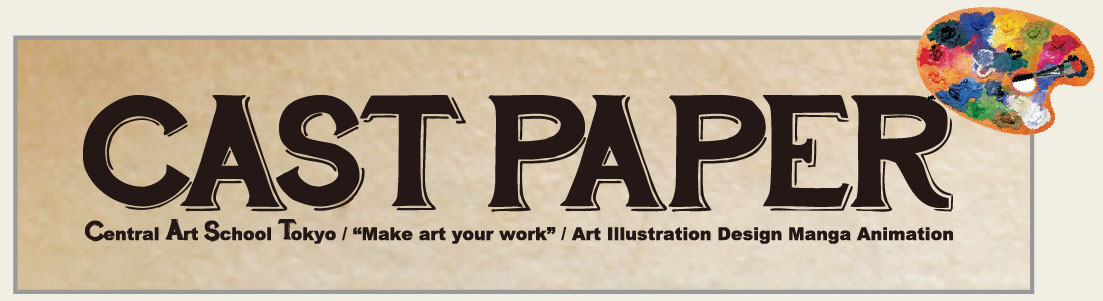 CAST PAPER
Central Art School Tokyo / “Make art your work” / Art Illustration Design Manga Animation